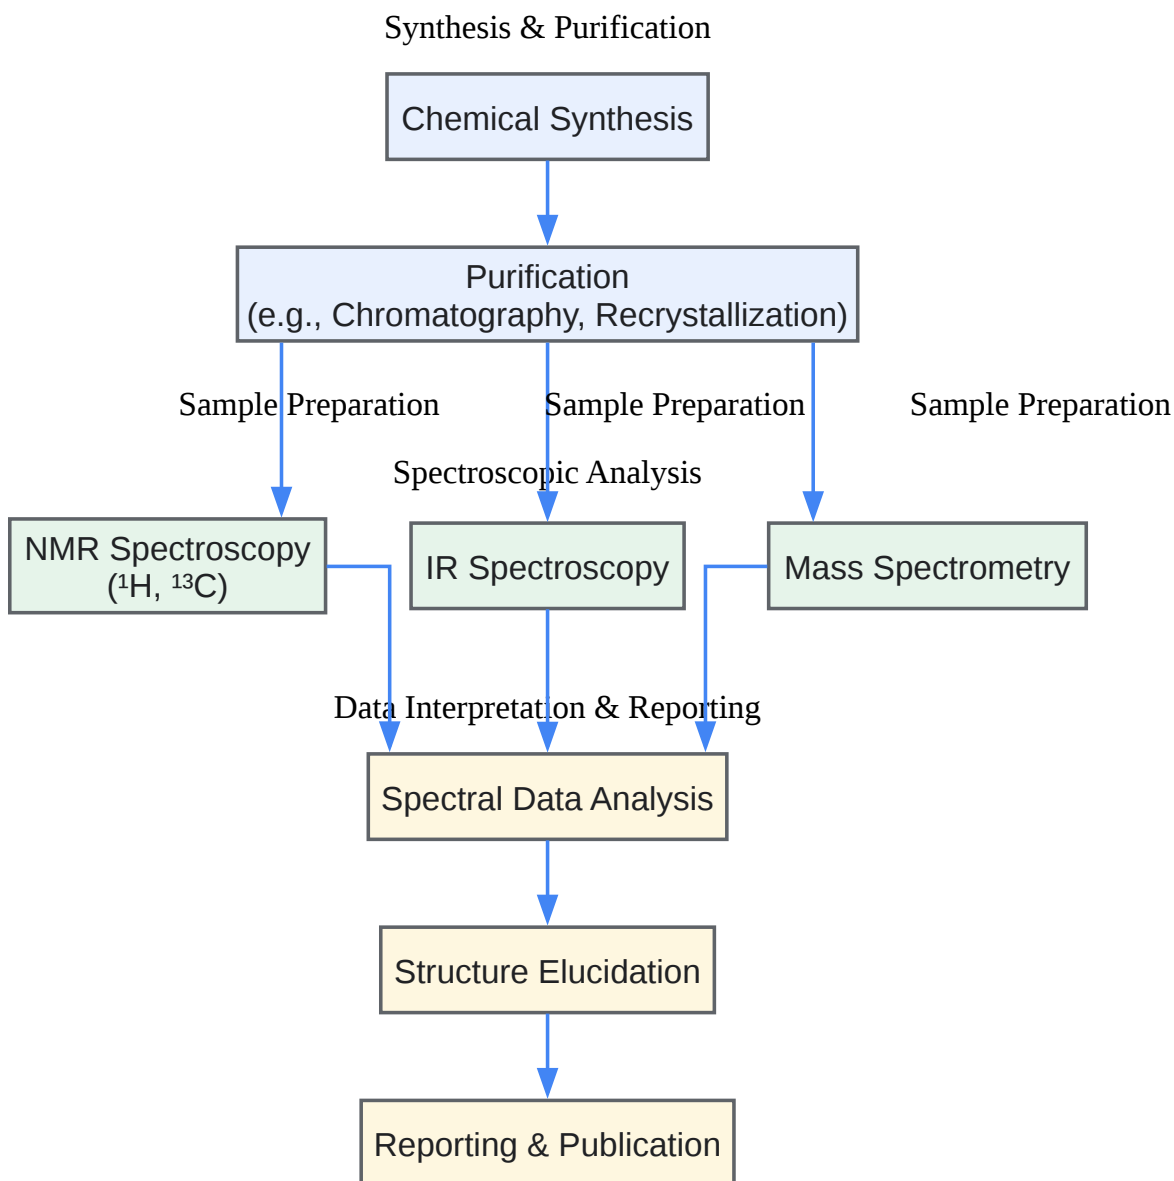 Synthesis & Purification
Chemical Synthesis
Purification
(e.g., Chromatography, Recrystallization)
Sample Preparation
Sample Preparation
Sample Preparation
Spectroscopic Analysis
NMR Spectroscopy
(¹H, ¹³C)
IR Spectroscopy
Mass Spectrometry
Data Interpretation & Reporting
Spectral Data Analysis
Structure Elucidation
Reporting & Publication